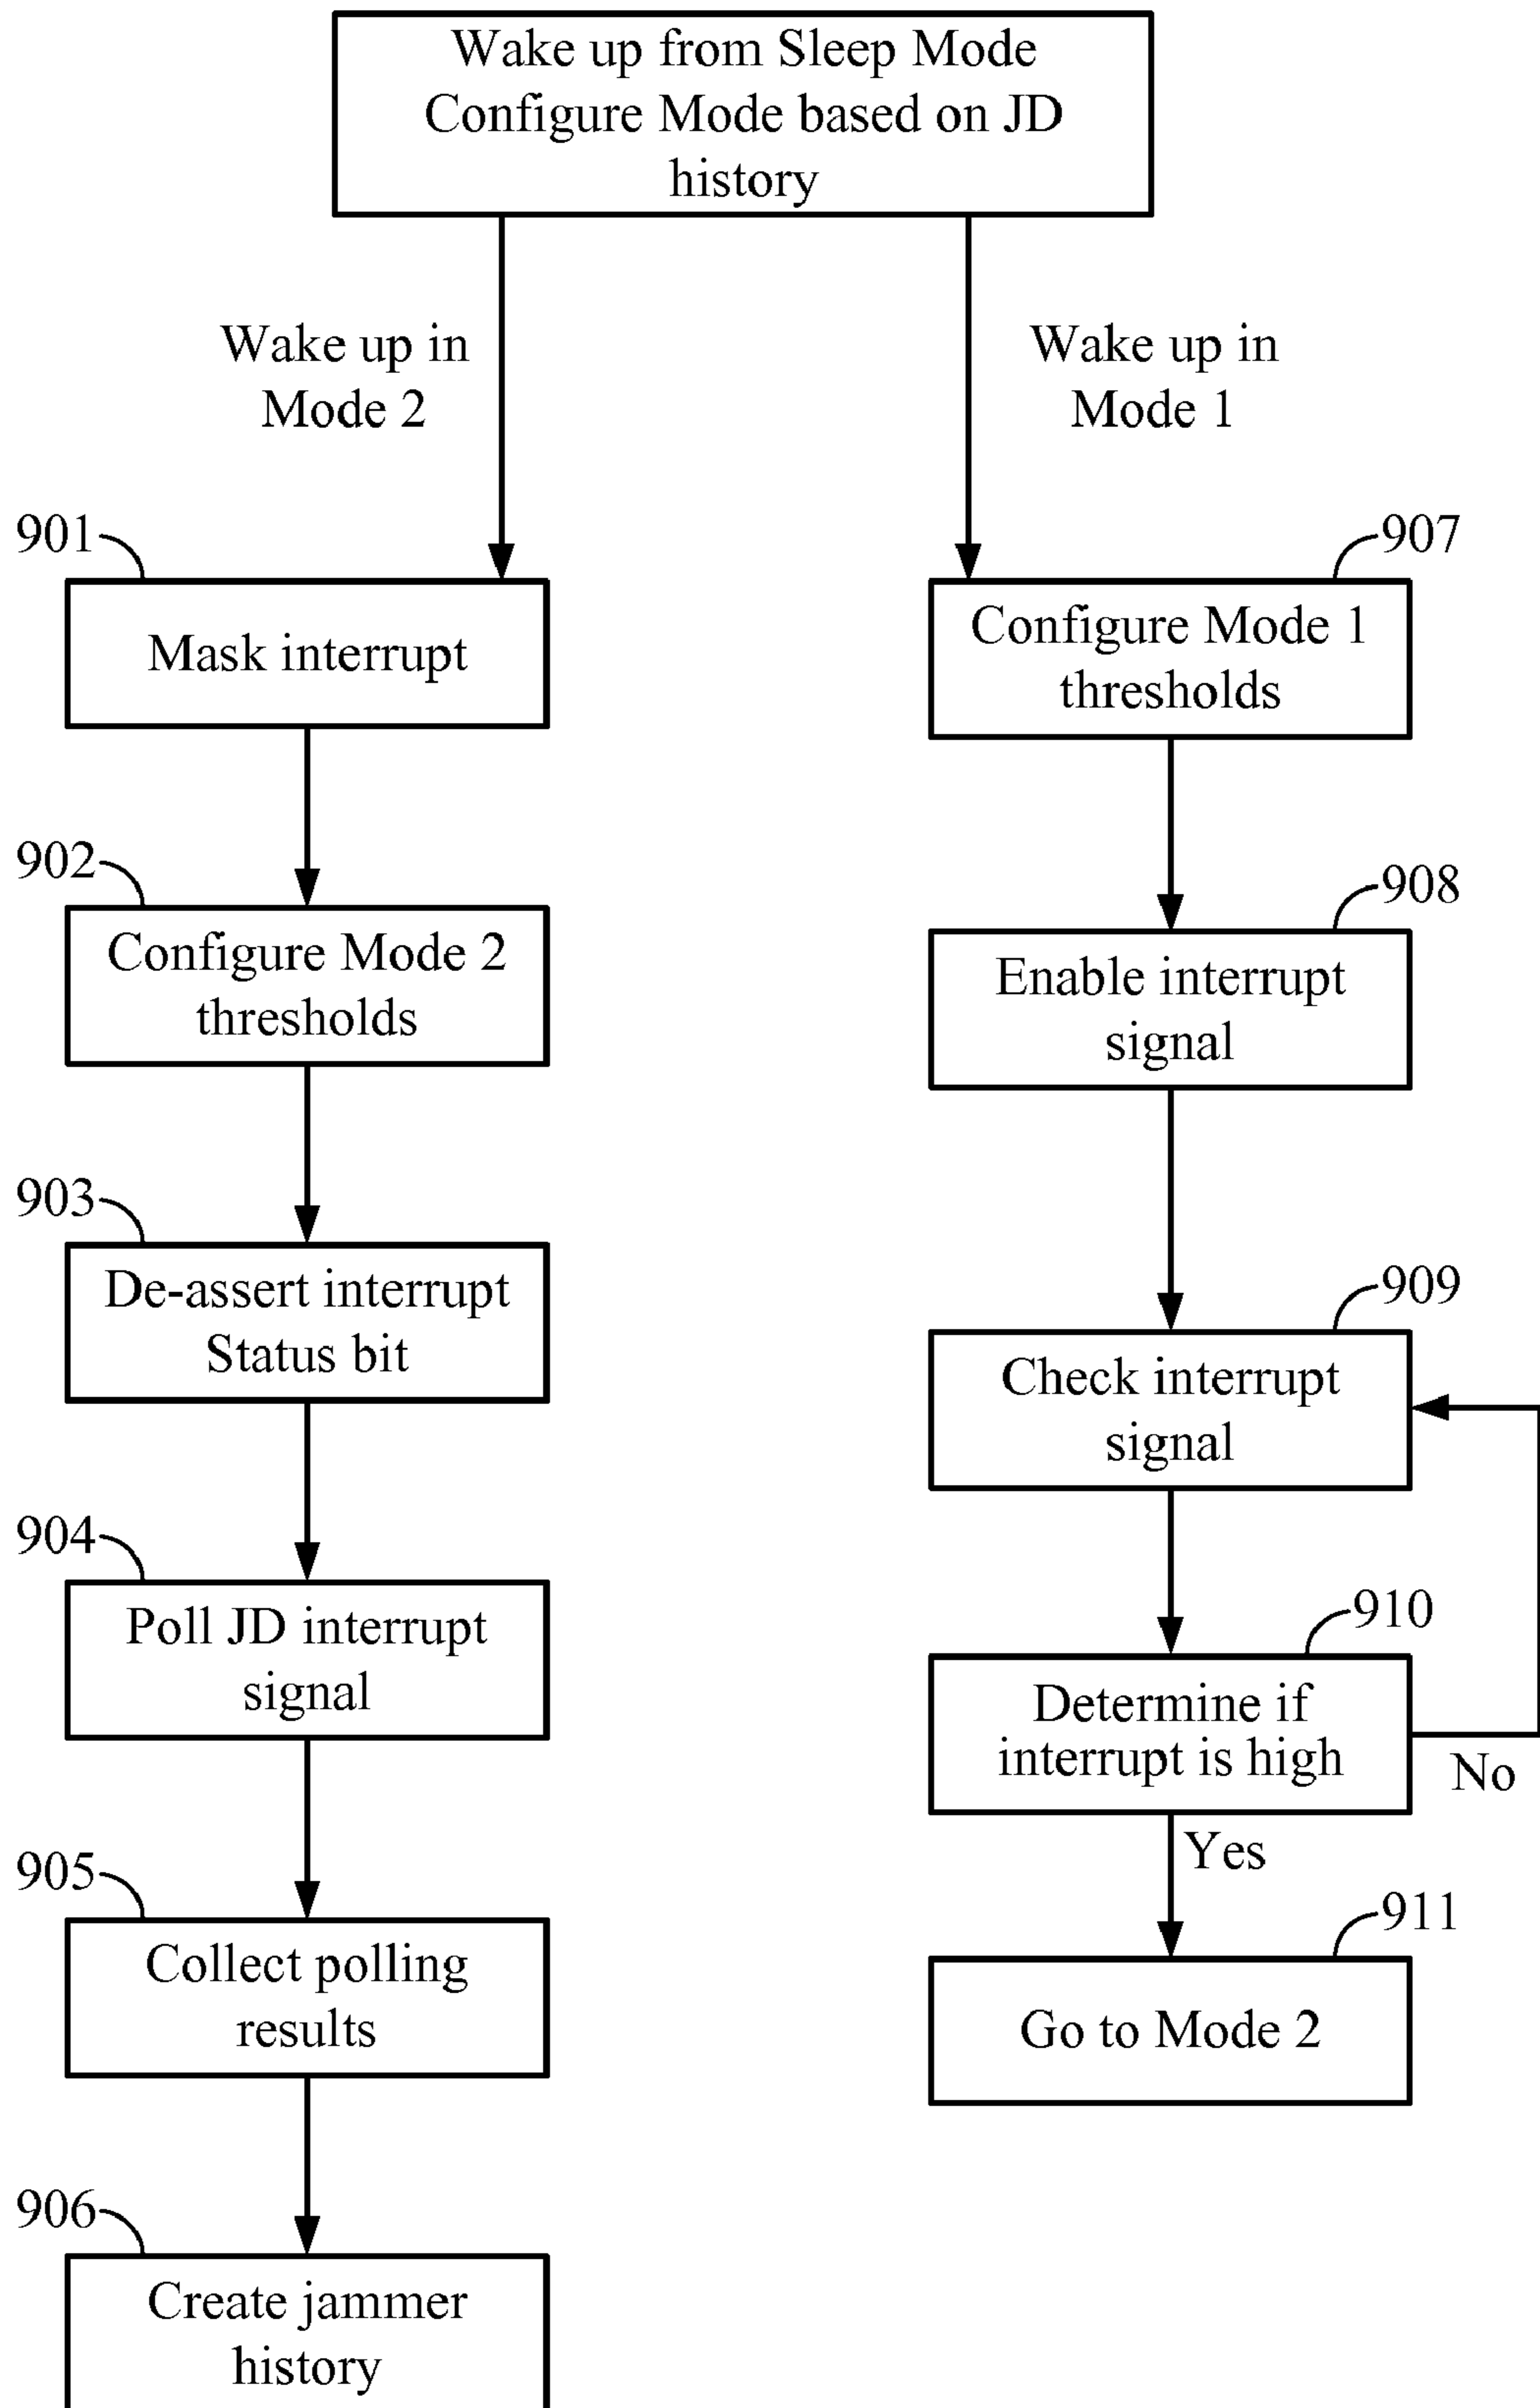 Wake up from Sleep Mode
Configure Mode based on JD
history
Wake up in
Mode 2
Wake up in
Mode 1
901
Mask interrupt
902
Configure Mode 2
thresholds
903
De-assert interrupt
Status bit
904
Poll JD interrupt
signal
905
Collect polling
results
906
Create jammer
history
907
Configure Mode 1
thresholds
908
Enable interrupt
signal
909
Check interrupt
signal
910
Determine if
interrupt is high
No
Yes
911
Go to Mode 2